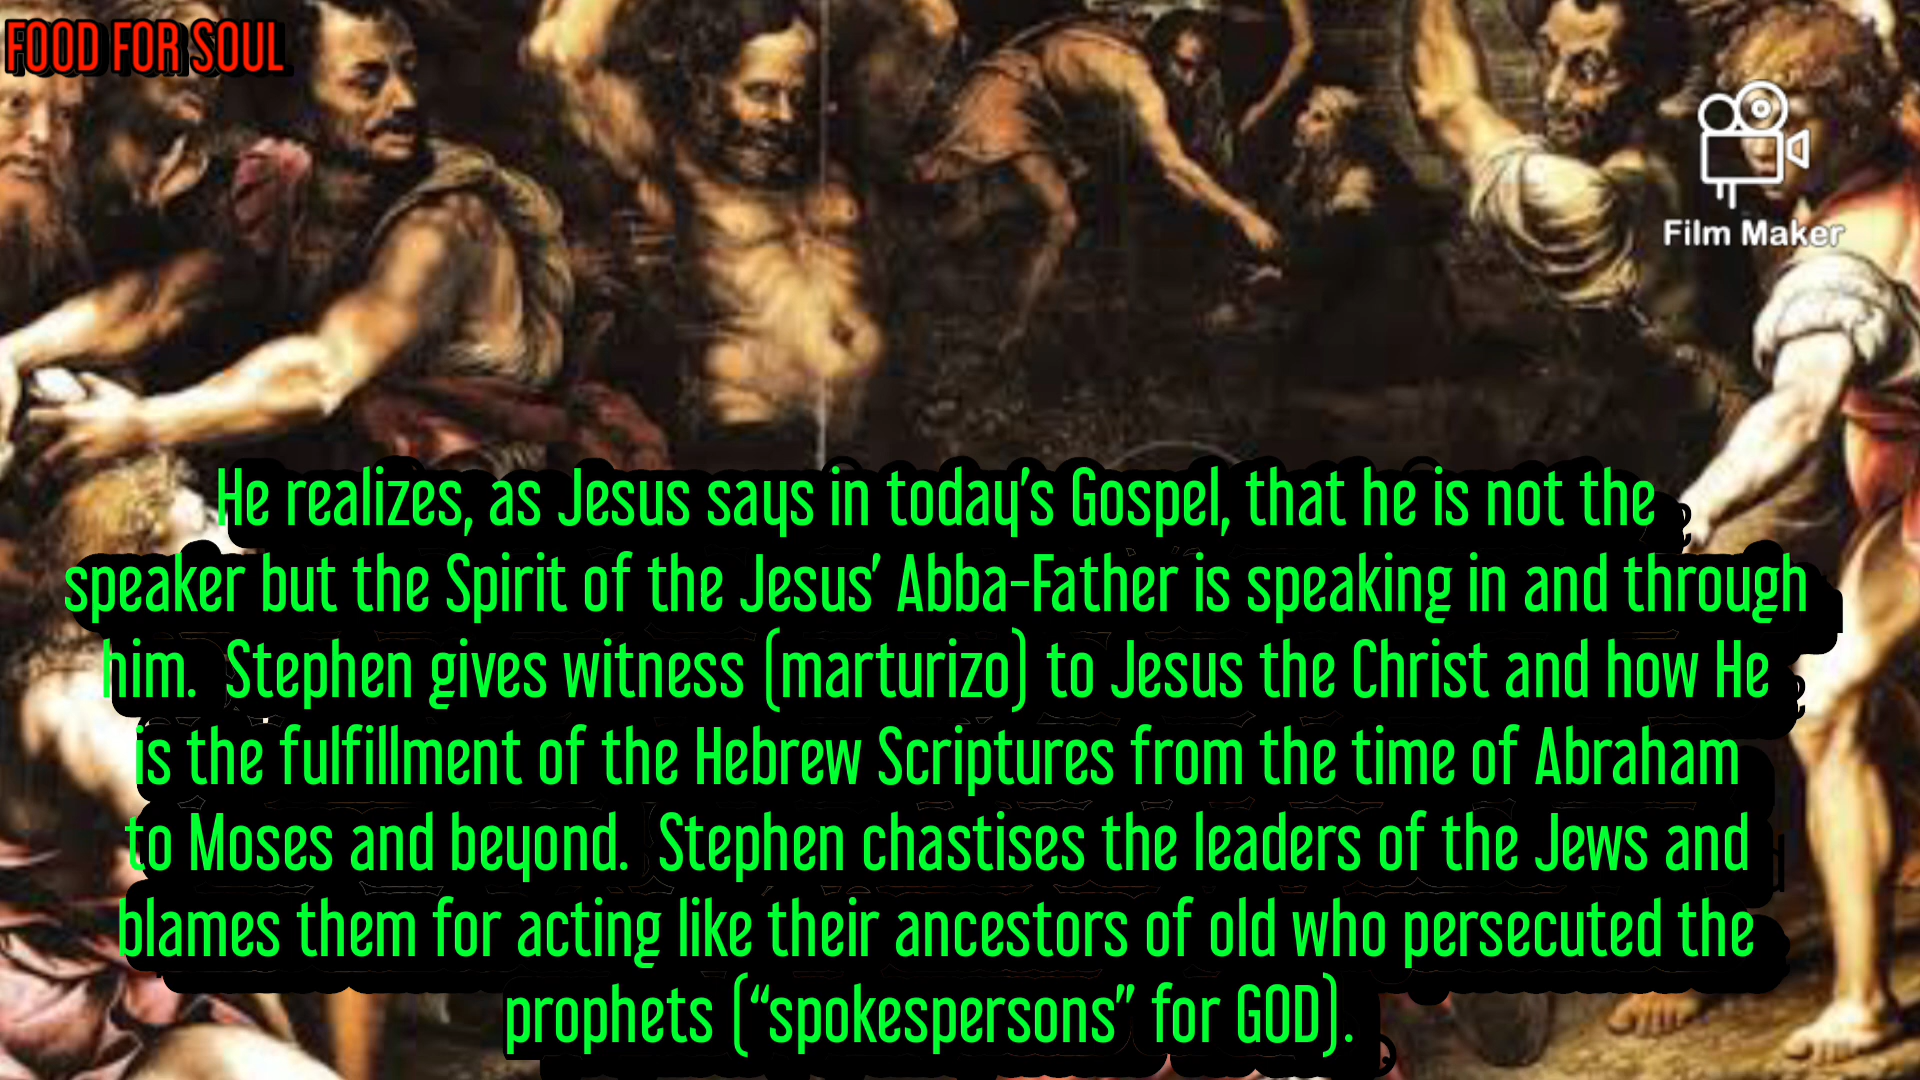 FOOD FOR SOUL
Film Maker
He realizes, as Jesus says in today's Gospel, that he is not the
speaker but the Spirit of the Jesus' Abba-Father is speaking in and through
him.  Stephen gives witness (marturizo) to Jesus the Christ and how He
is the fulfillment of the Hebrew Scriptures from the time of Abraham
to Moses and beyond.  Stephen chastises the leaders of the Jews and
blames them for acting like their ancestors of old who persecuted the
prophets (“spokespersons” for GOD).